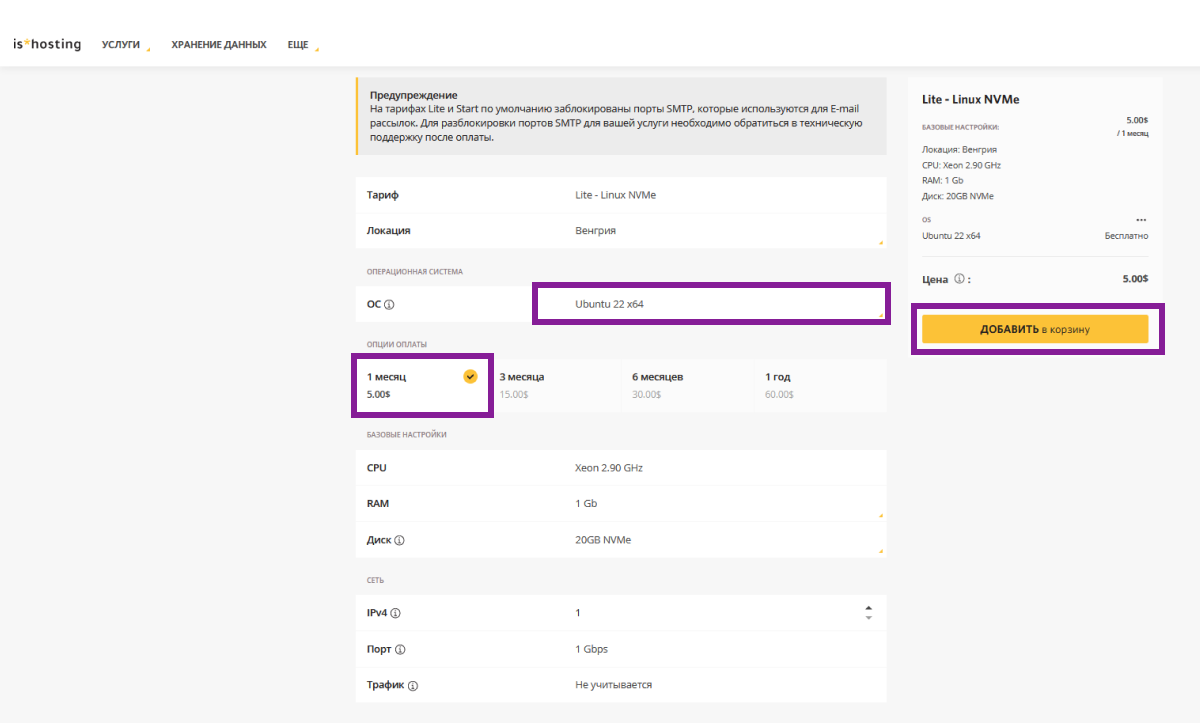 is*hosting УСЛУГИ ХРАНЕНИЕ ДАННЫХ ЕЩЕ
Предупреждение
На тарифах Lite и Start по умолчанию заблокированы порты SMTP, которые используются для E-mail
рассылок. Для разблокировки портов SMTP для вашей услуги необходимо обратиться в техническую
поддержку после оплаты.
Тариф Lite - Linux NVMe
Локация Венгрия
ОПЕРАЦИОННАЯ СИСТЕМА
ОС Ubuntu 22 x64
ОПЦИИ ОПЛАТЫ
1 месяц 3 месяца 6 месяцев 1 год
5.00$ 15.00$ 30.00$ 60.00$
БАЗОВЫЕ НАСТРОЙКИ
CPU Xeon 2.90 GHz
RAM 1 Gb
Диск 20GB NVMe
СЕТЬ
IPv4 1
Порт 1 Gbps
Трафик Не учитывается
Lite - Linux NVMe
БАЗОВЫЕ НАСТРОЙКИ: 5.00$
/ 1 месяц
Локация: Венгрия
CPU: Xeon 2.90 GHz
RAM: 1 Gb
Диск: 20GB NVMe
OS ...
Ubuntu 22 x64 Бесплатно
Цена : 5.00$
ДОБАВИТЬ в корзину